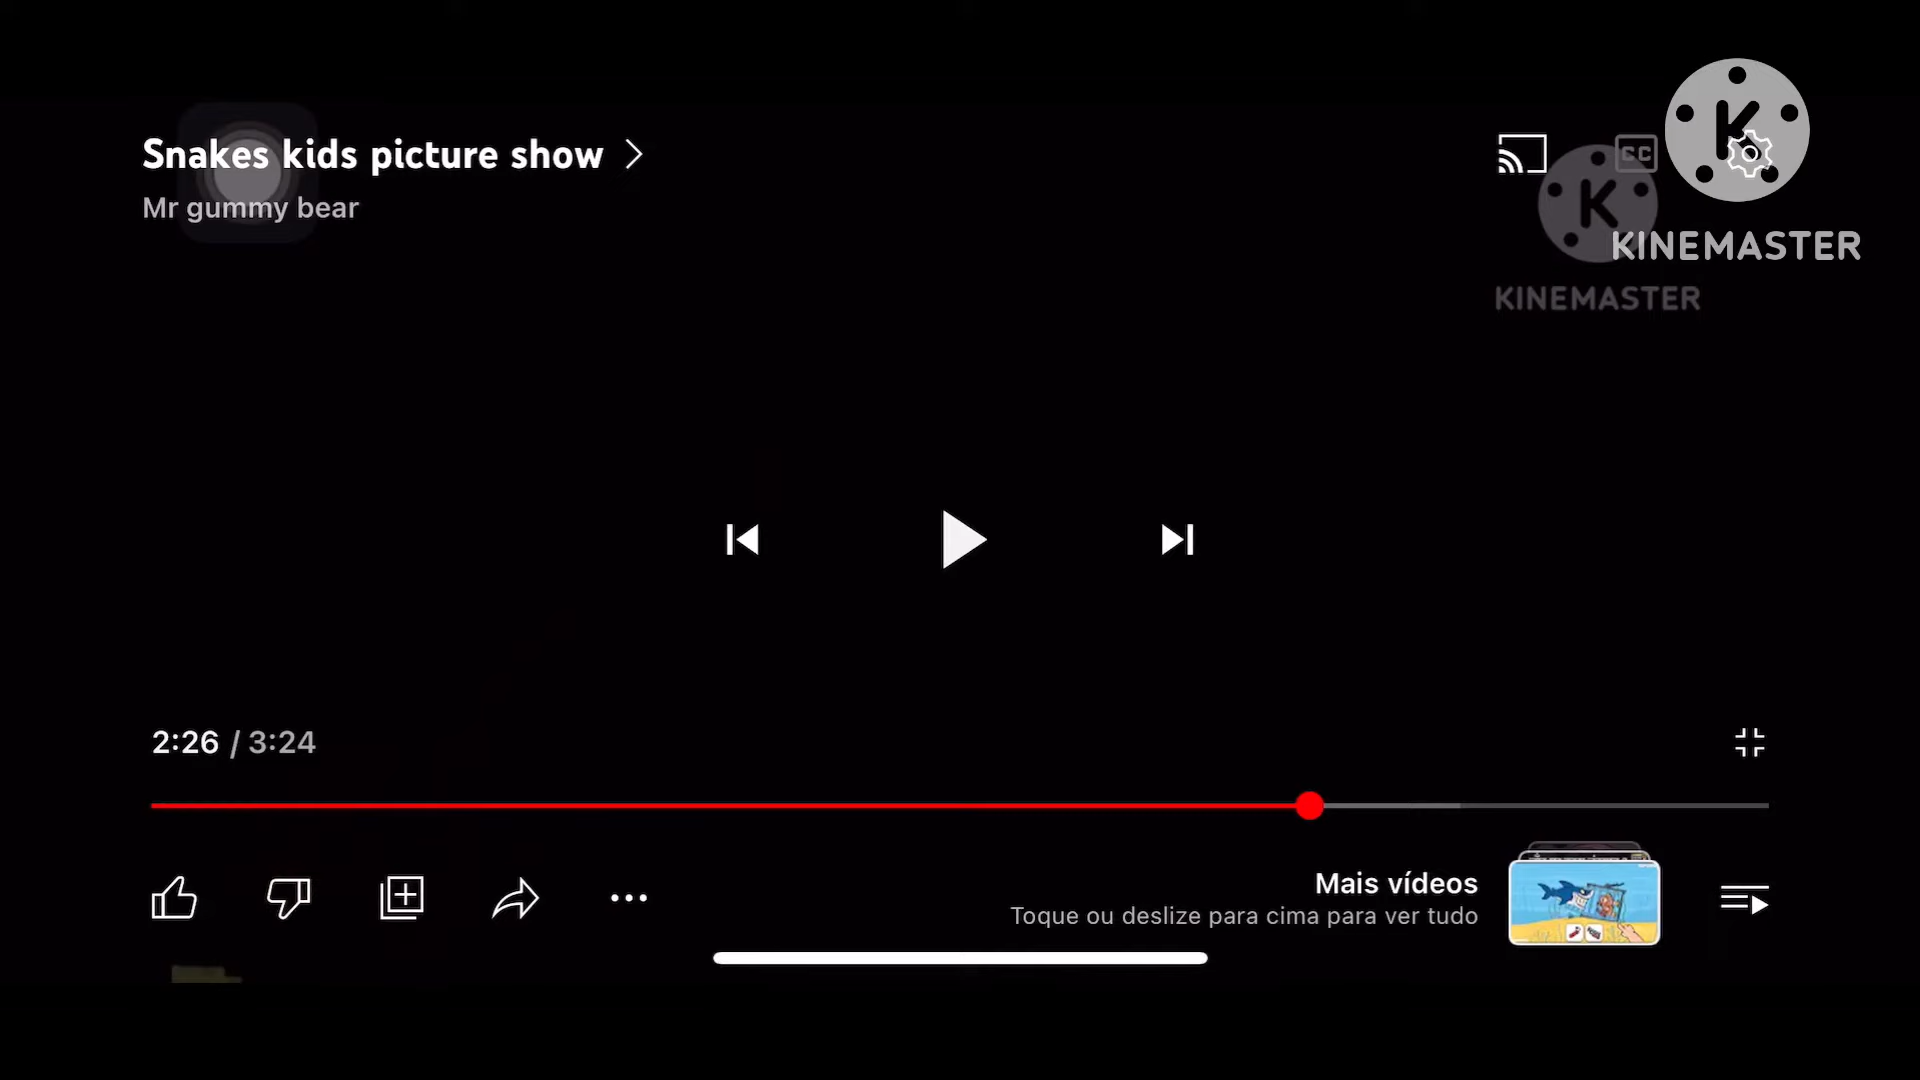 Snakes kids picture show
Mr gummy bear
CC
K
KINEMASTER
K
KINEMASTER
2:26 / 3:24
Mais vídeos
Toque ou deslize para cima para ver tudo